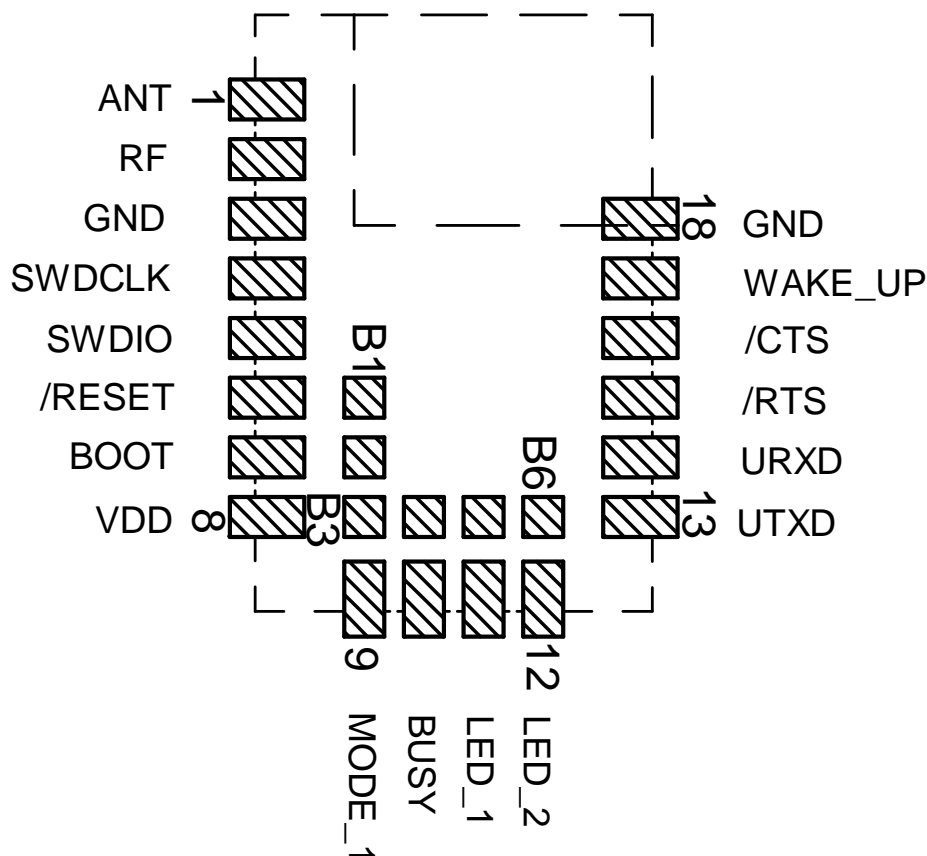 ANT 1
RF
GND
18 GND
SWDCLK
WAKE_UP
SWDIO
B1
/CTS
/RESET
/RTS
BOOT
B6
URXD
VDD 8
B3
13 UTXD
9
12
MODE_1
BUSY
LED_1
LED_2